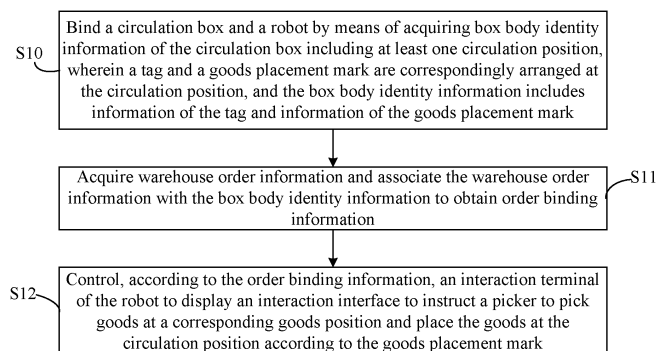 Bind a circulation box and a robot by means of acquiring box body identity
information of the circulation box including at least one circulation position,
S10
wherein a tag and a goods placement mark are correspondingly arranged at
the circulation position, and the box body identity information includes
information of the tag and information of the goods placement mark
Acquire warehouse order information and associate the warehouse order
S11
information with the box body identity information to obtain order binding
information
Control, according to the order binding information, an interaction terminal
S12
of the robot to display an interaction interface to instruct a picker to pick
goods at a corresponding goods position and place the goods at the
circulation position according to the goods placement mark